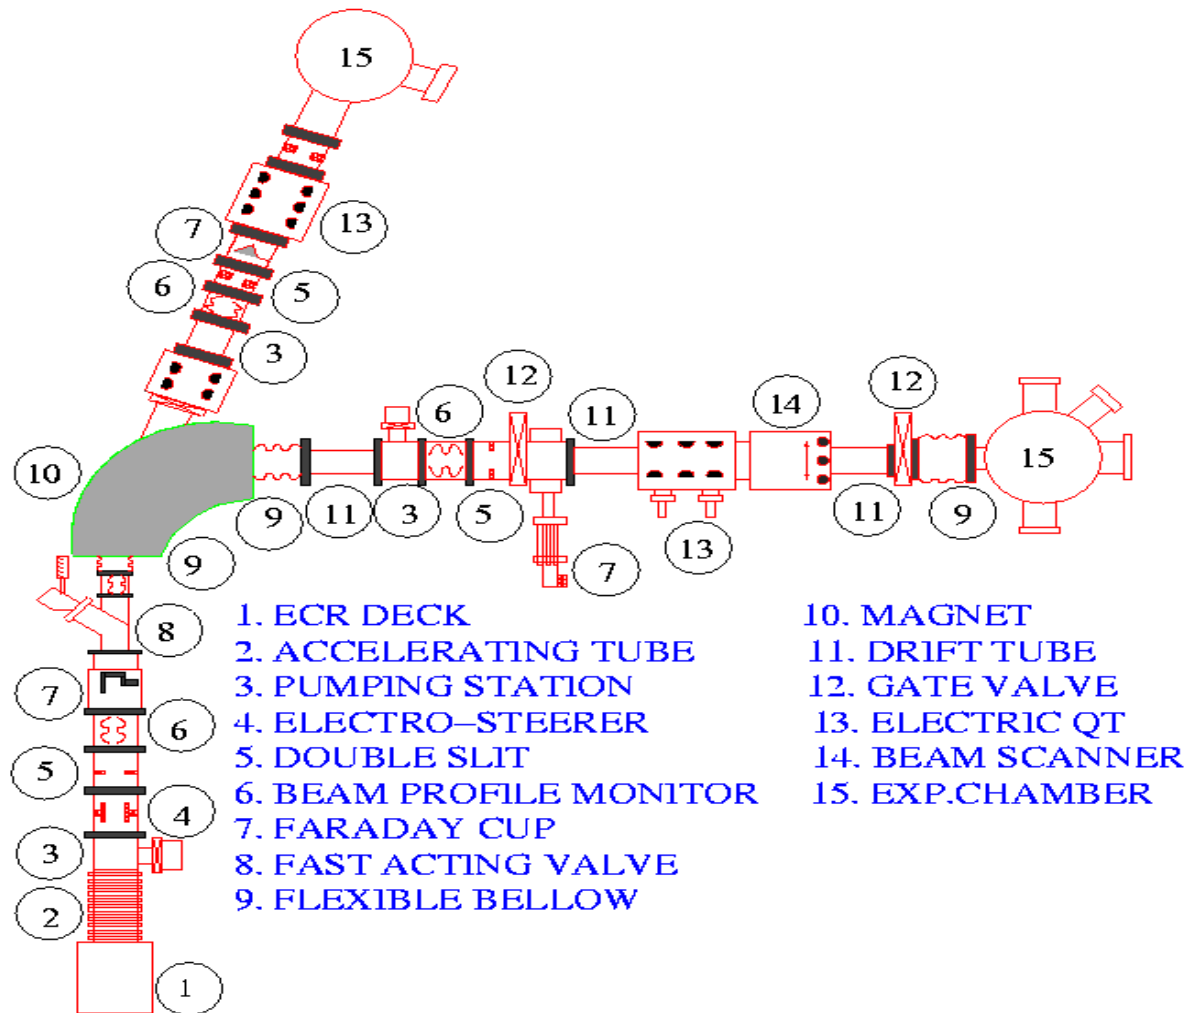 15
7
13
6
5
3
12
12
6
11
14
10
15
9
11
3
5
13
11
9
9
7
8
7
6
5
4
3
2
1
1. ECR DECK
2. ACCELERATING TUBE
3. PUMPING STATION
4. ELECTRO–STEERER
5. DOUBLE SLIT
6. BEAM PROFILE MONITOR
7. FARADAY CUP
8. FAST ACTING VALVE
9. FLEXIBLE BELLOW
10. MAGNET
11. DRIFT TUBE
12. GATE VALVE
13. ELECTRIC QT
14. BEAM SCANNER
15. EXP.CHAMBER